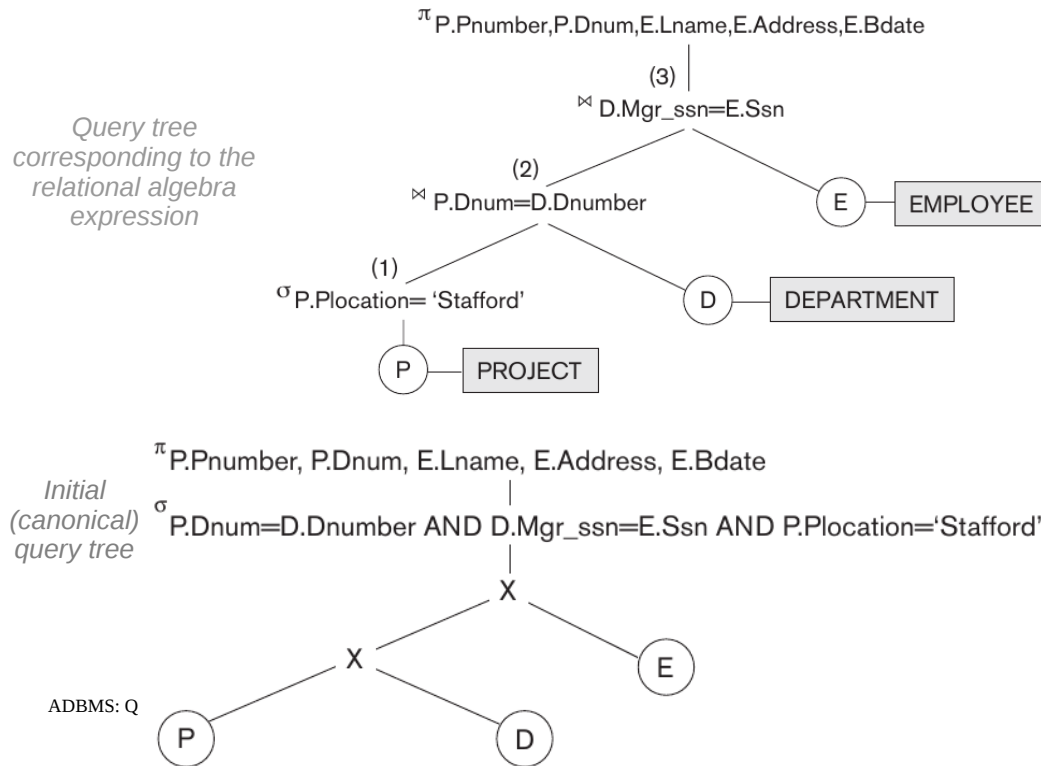 π P.Pnumber,P.Dnum,E.Lname,E.Address,E.Bdate
(3)
⋈ D.Mgr_ssn=E.Ssn
Query tree
corresponding to the
relational algebra
expression
(2)
⋈ P.Dnum=D.Dnumber
E
EMPLOYEE
(1)
σ P.Plocation= ‘Stafford’
D
DEPARTMENT
P
PROJECT
π P.Pnumber, P.Dnum, E.Lname, E.Address, E.Bdate
Initial
(canonical)
query tree
σ P.Dnum=D.Dnumber AND D.Mgr_ssn=E.Ssn AND P.Plocation=‘Stafford’
X
X
E
ADBMS: Q
P
D